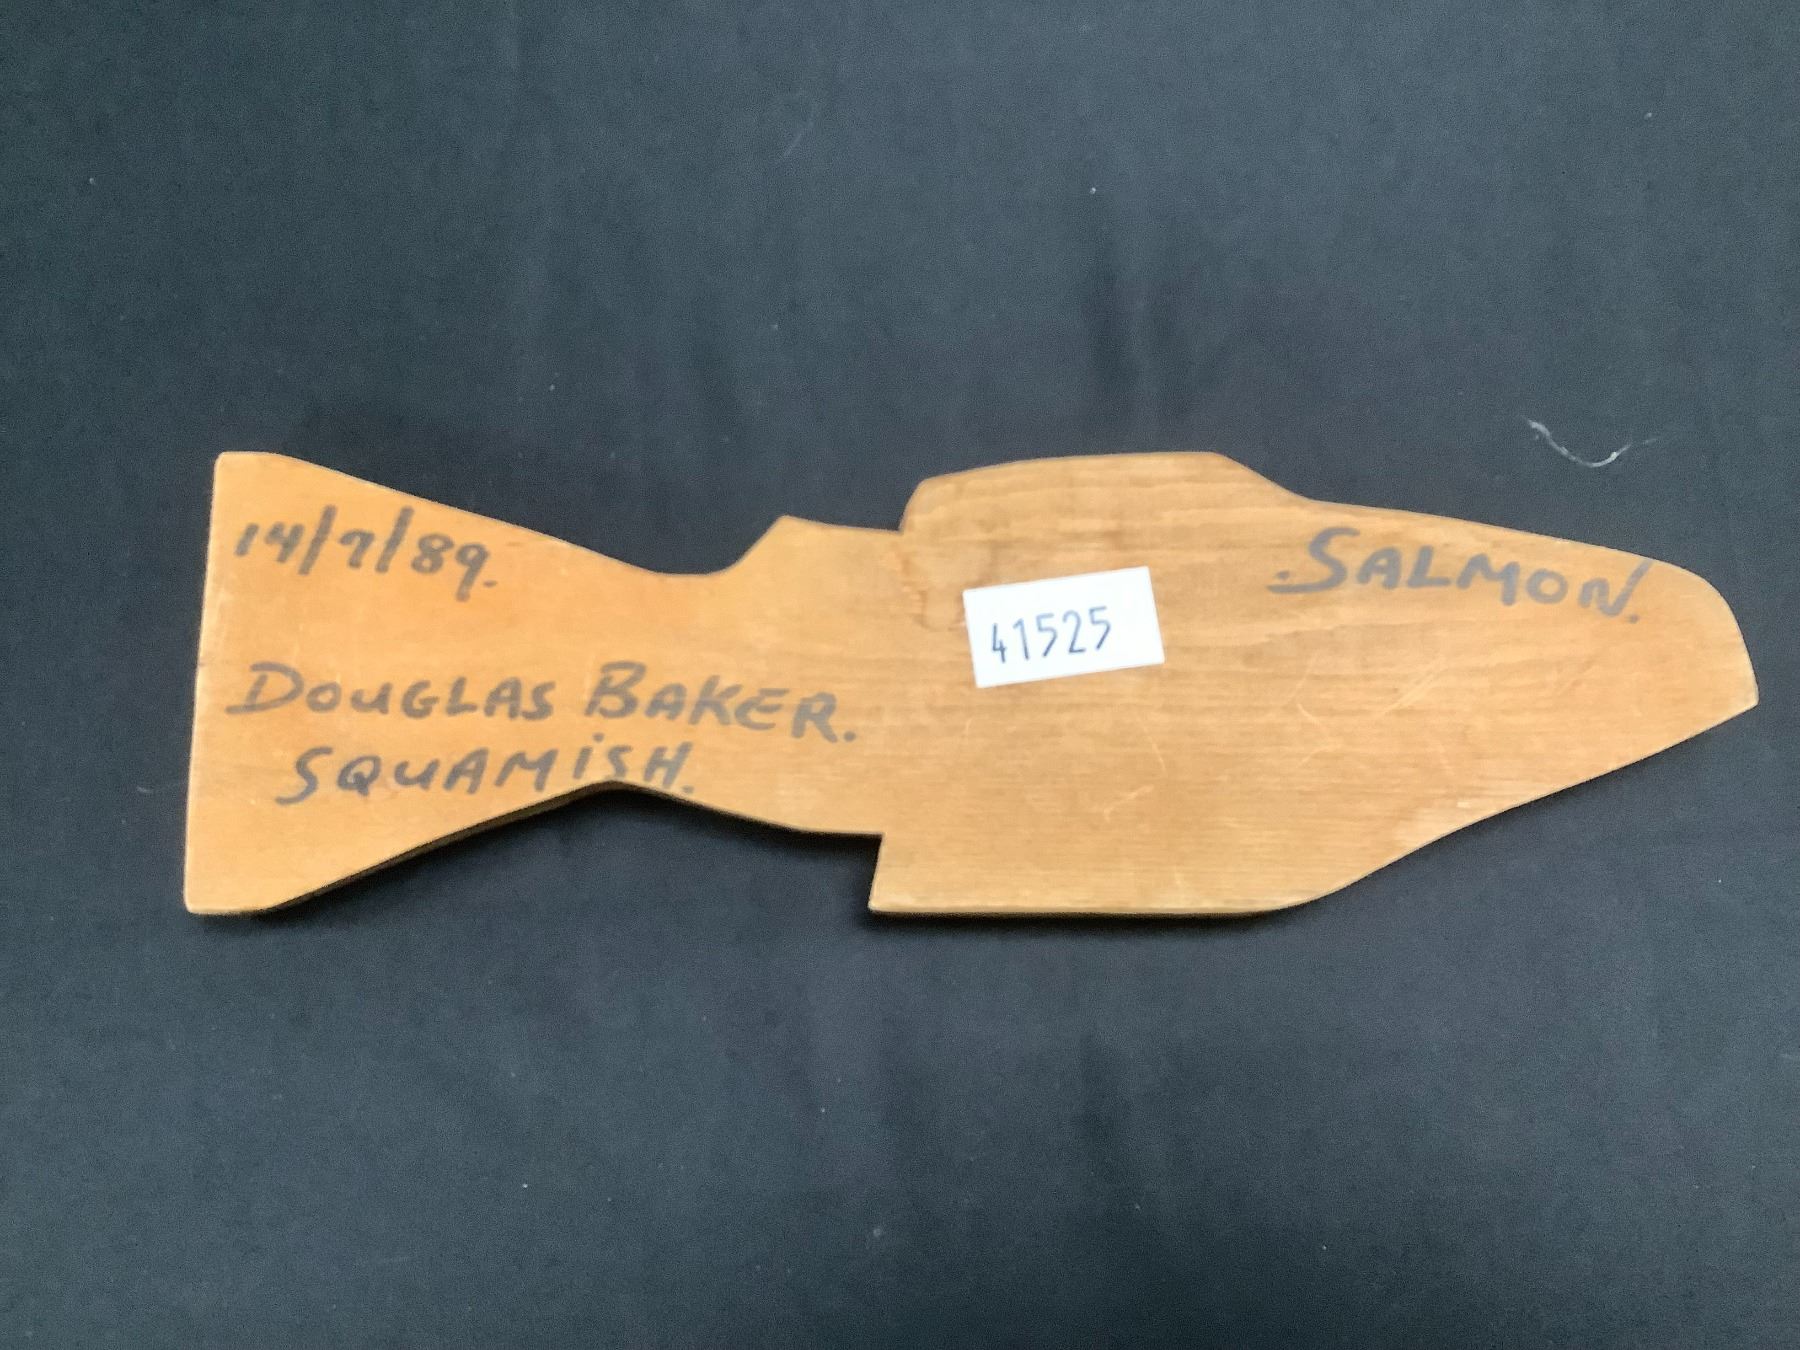 14/7/89.
SALMON.
41525
DOUGLAS BAKER.
SQUAMiSH.